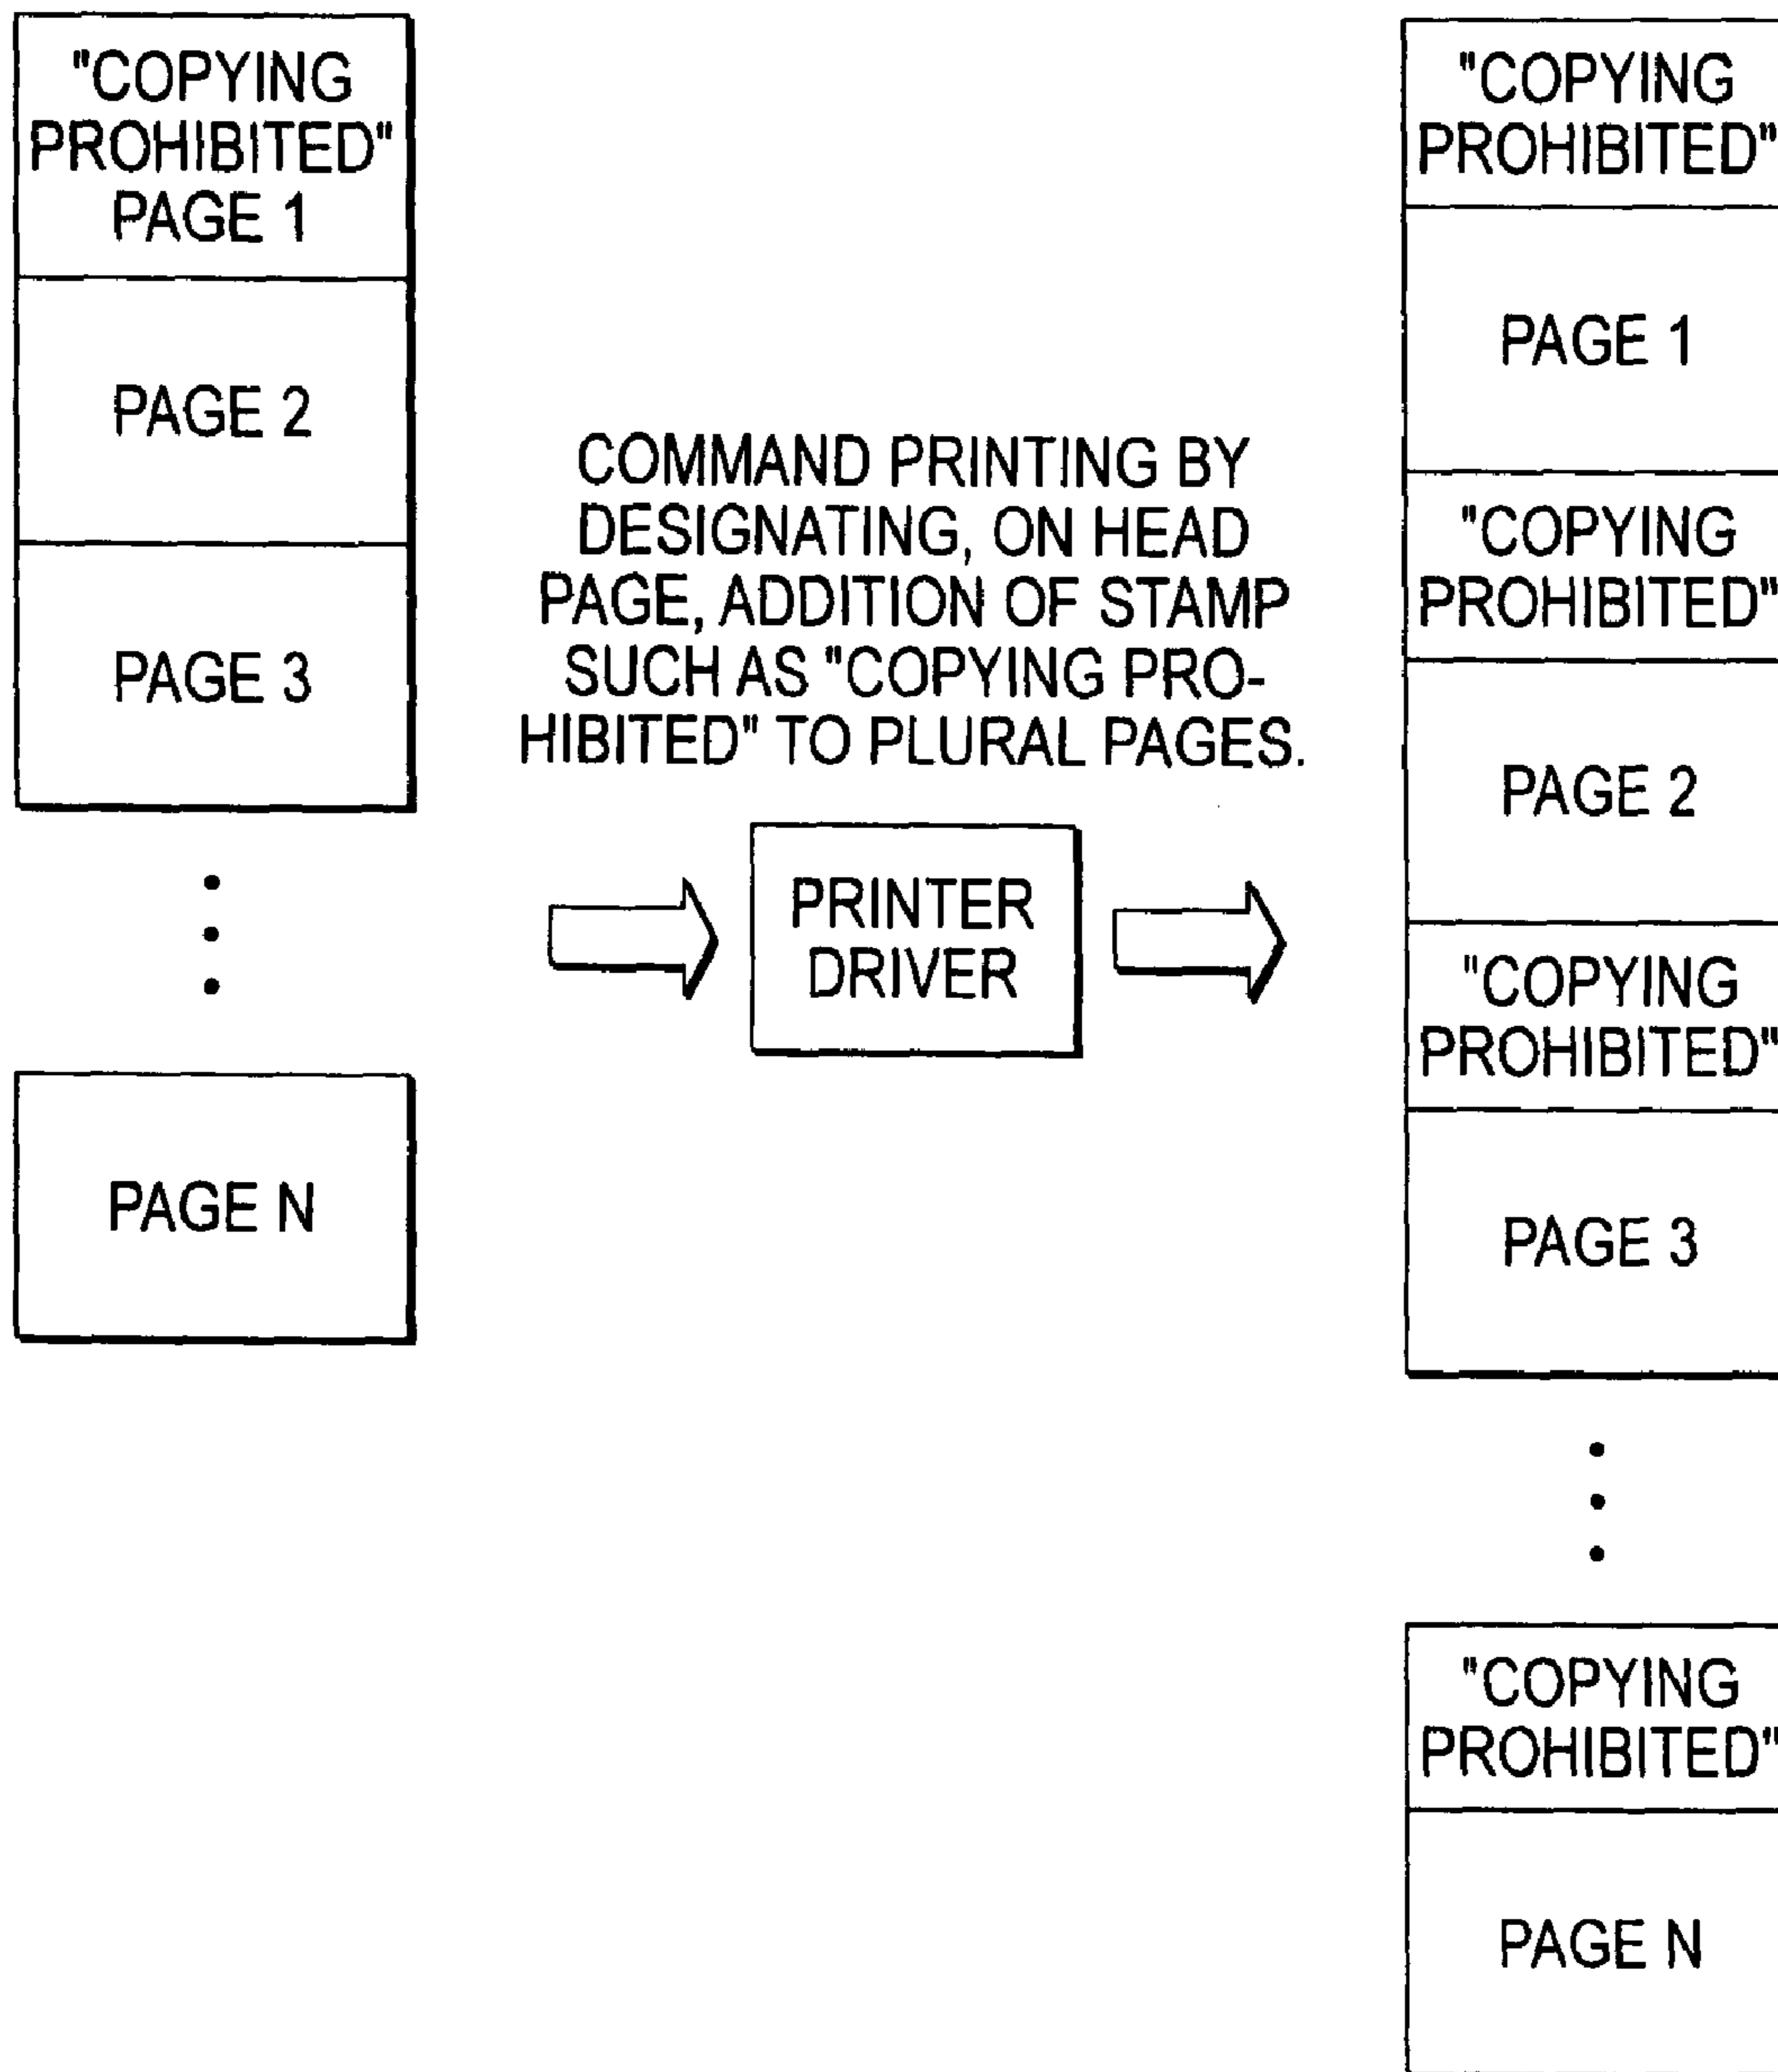 "COPYING
PROHIBITED"
PAGE 1
PAGE 2
PAGE 3
PAGE N
COMMAND PRINTING BY
DESIGNATING, ON HEAD
PAGE, ADDITION OF STAMP
SUCH AS "COPYING PRO-
HIBITED" TO PLURAL PAGES.
PRINTER
DRIVER
"COPYING
PROHIBITED"
PAGE 1
"COPYING
PROHIBITED"
PAGE 2
"COPYING
PROHIBITED"
PAGE 3
"COPYING
PROHIBITED"
PAGE N